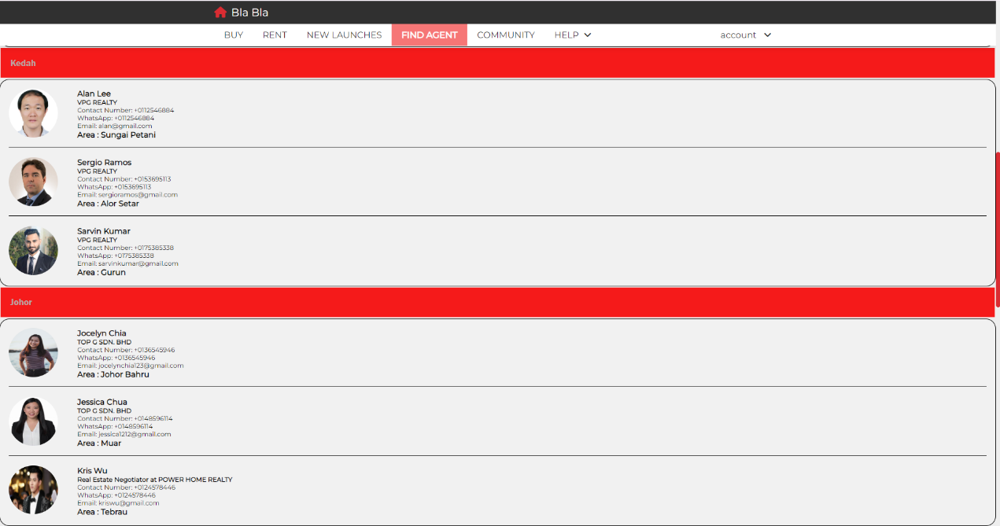 Bla Bla
BUY RENT NEW LAUNCHES FIND AGENT COMMUNITY HELP account
Kedah
Alan Lee
VPG REALTY
Contact Number: +0112546884
WhatsApp: +0112546884
Email: alan@gmail.com
Area : Sungai Petani
Sergio Ramos
VPG REALTY
Contact Number: +0153695113
WhatsApp: +0153695113
Email: sergioramos@gmail.com
Area : Alor Setar
Sarvin Kumar
VPG REALTY
Contact Number: +0175385338
WhatsApp: +0175385338
Email: sarvinkumar@gmail.com
Area : Gurun
Johor
Jocelyn Chia
TOP G SDN. BHD
Contact Number: +0136545946
WhatsApp: +0136545946
Email: jocelynchia123@gmail.com
Area : Johor Bahru
Jessica Chua
TOP G SDN. BHD
Contact Number: +0148596114
WhatsApp: +0148596114
Email: jessica1212@gmail.com
Area : Muar
Kris Wu
Real Estate Negotiator at POWER HOME REALTY
Contact Number: +0124578446
WhatsApp: +0124578446
Email: kriswu@gmail.com
Area : Tebrau